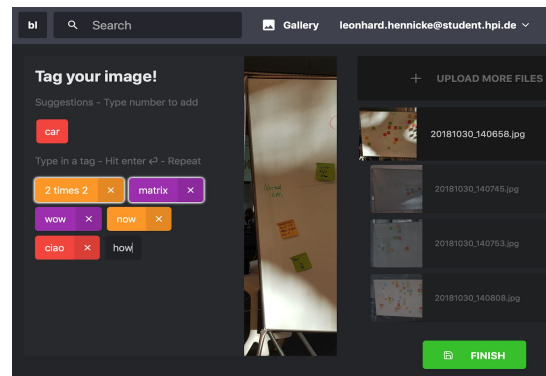 bl Search Gallery leonhard.hennicke@student.hpi.de
Tag your image!
Suggestions - Type number to add
car
Type in a tag - Hit enter ↵ - Repeat
2 times 2 × matrix ×
wow × now ×
ciao × how
+ UPLOAD MORE FILES
20181030_140658.jpg
20181030_140745.jpg
20181030_140753.jpg
20181030_140808.jpg
FINISH